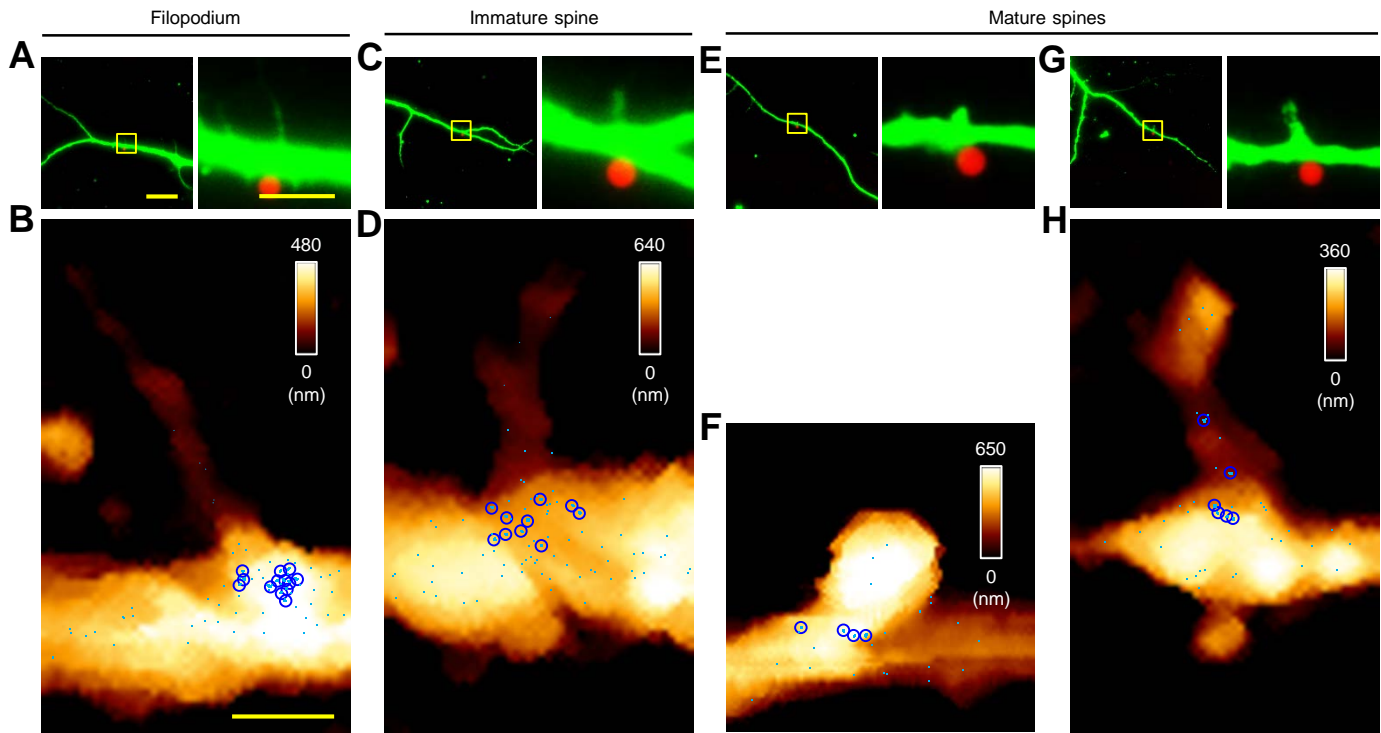 Filopodium
Immature spine
Mature spines
A
C
E
G
B
D
H
480
0
(nm)
640
0
(nm)
360
0
(nm)
F
650
0
(nm)